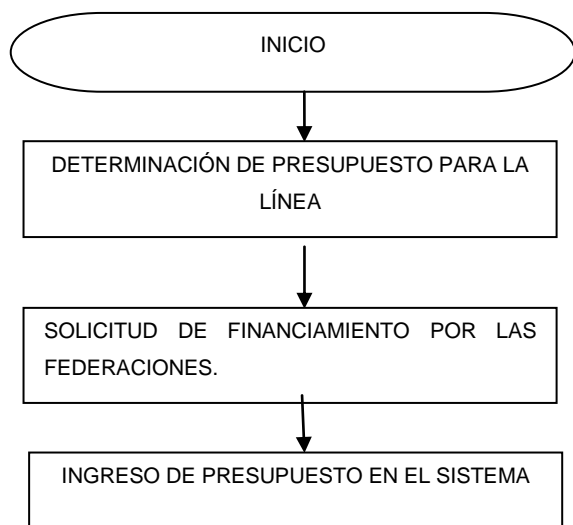 INICIO
DETERMINACIÓN DE PRESUPUESTO PARA LA
LÍNEA
SOLICITUD DE FINANCIAMIENTO POR LAS
FEDERACIONES.
INGRESO DE PRESUPUESTO EN EL SISTEMA